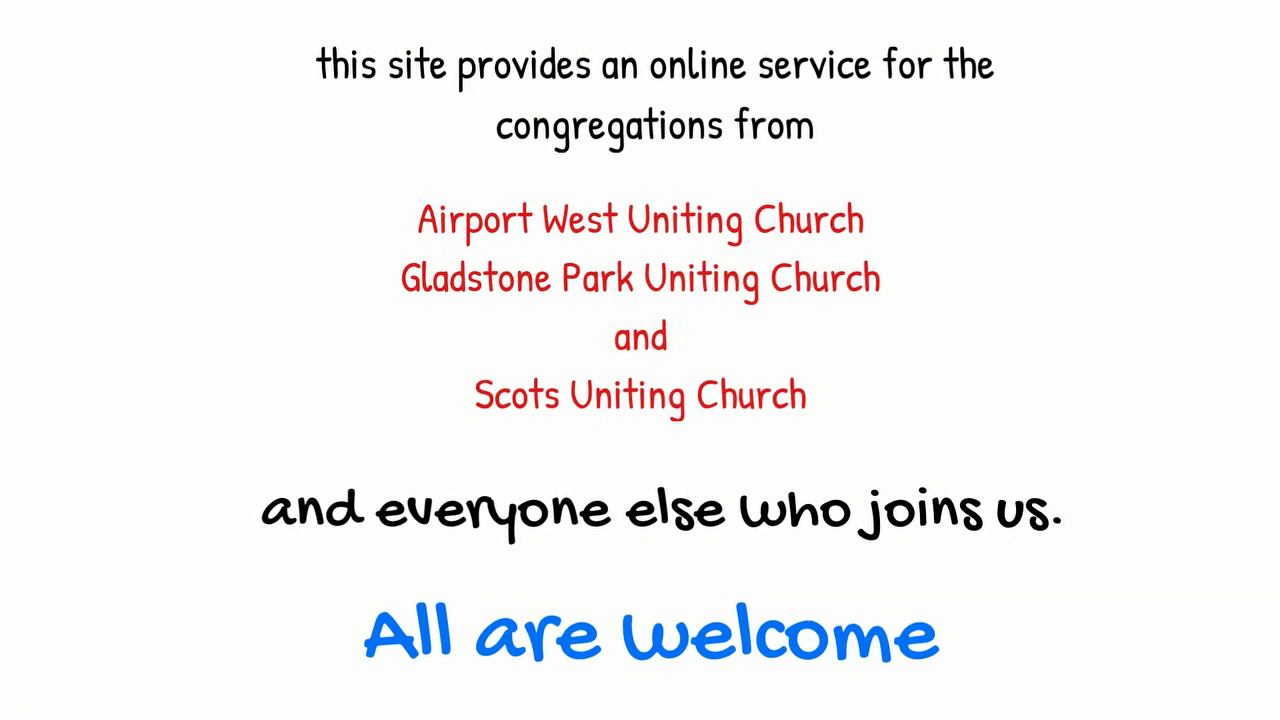 this site provides an online service for the
congregations from
Airport West Uniting Church
Gladstone Park Uniting Church
and
Scots Uniting Church
and everyone else who joins us.
All are welcome